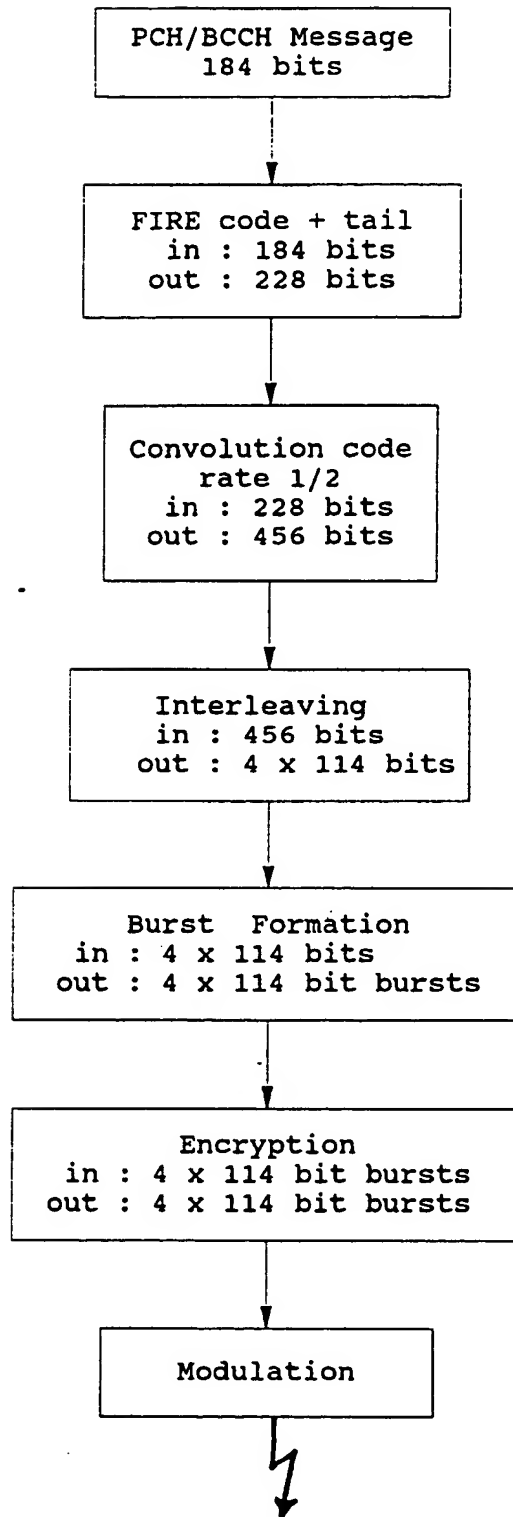 PCH/BCCH Message
184 bits
FIRE code + tail
in : 184 bits
out : 228 bits
Convolution code
rate 1/2
in : 228 bits
out : 456 bits
Interleaving
in : 456 bits
out : 4 x 114 bits
Burst Formation
in : 4 x 114 bits
out : 4 x 114 bit bursts
Encryption
in : 4 x 114 bit bursts
out : 4 x 114 bit bursts
Modulation